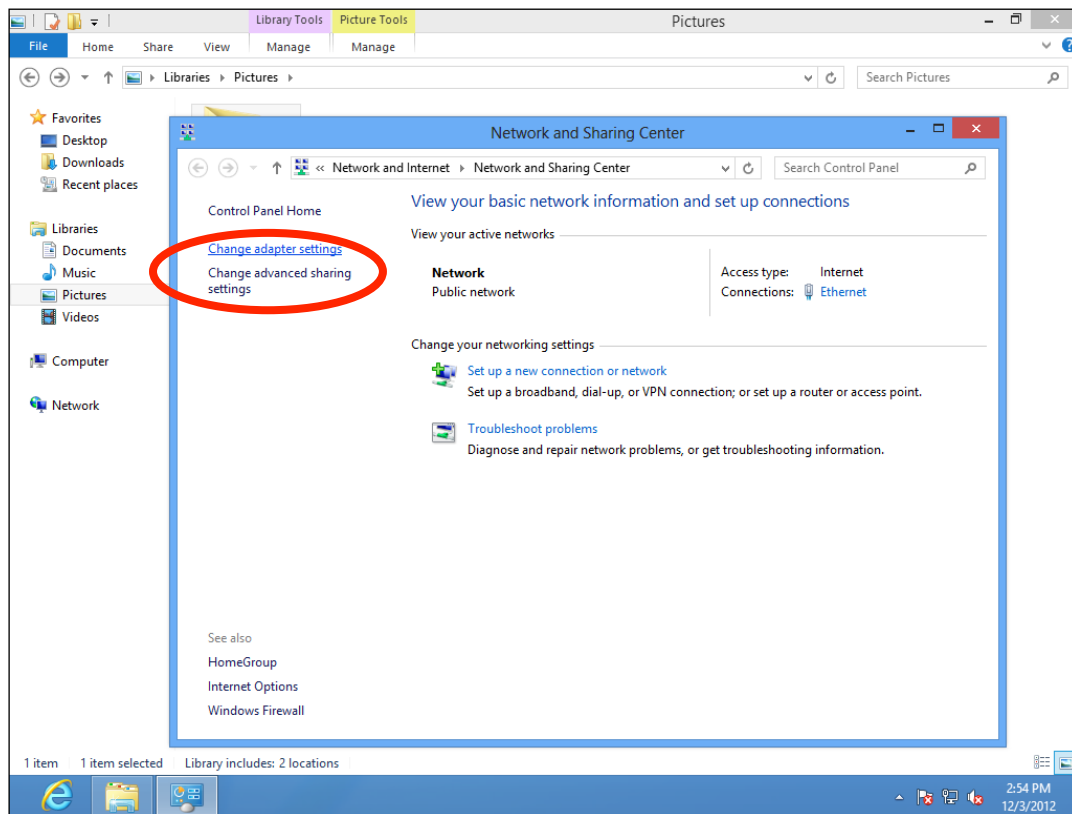 Library Tools Picture Tools Pictures
File Home Share View Manage Manage
Libraries Pictures Search Pictures
Favorites
Desktop
Downloads
Recent places
Libraries
Documents
Music
Pictures
Videos
Computer
Network
Network and Sharing Center
« Network and Internet Network and Sharing Center Search Control Panel
Control Panel Home
Change adapter settings
Change advanced sharing
settings
See also
HomeGroup
Internet Options
Windows Firewall
View your basic network information and set up connections
View your active networks
Network
Public network
Access type: Internet
Connections: Ethernet
Change your networking settings
Set up a new connection or network
Set up a broadband, dial-up, or VPN connection; or set up a router or access point.
Troubleshoot problems
Diagnose and repair network problems, or get troubleshooting information.
1 item 1 item selected Library includes: 2 locations
2:54 PM
12/3/2012